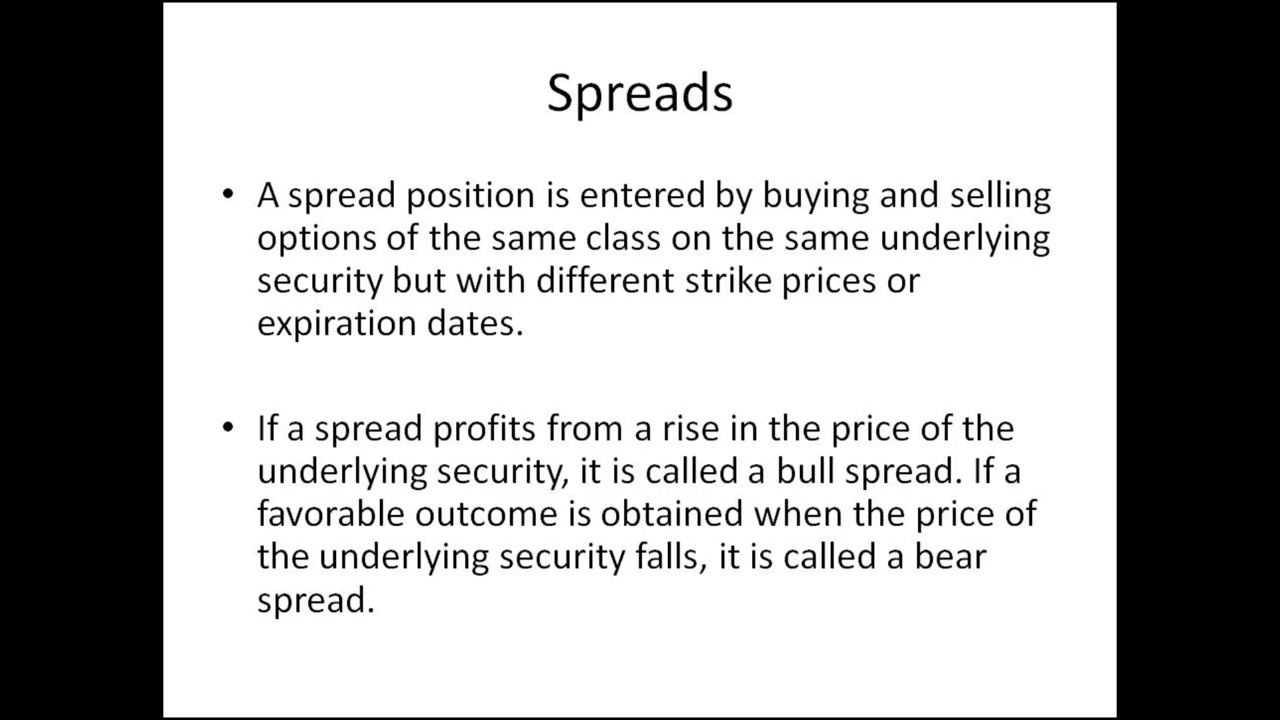 Spreads
• A spread position is entered by buying and selling
options of the same class on the same underlying
security but with different strike prices or
expiration dates.
• If a spread profits from a rise in the price of the
underlying security, it is called a bull spread. If a
favorable outcome is obtained when the price of
the underlying security falls, it is called a bear
spread.